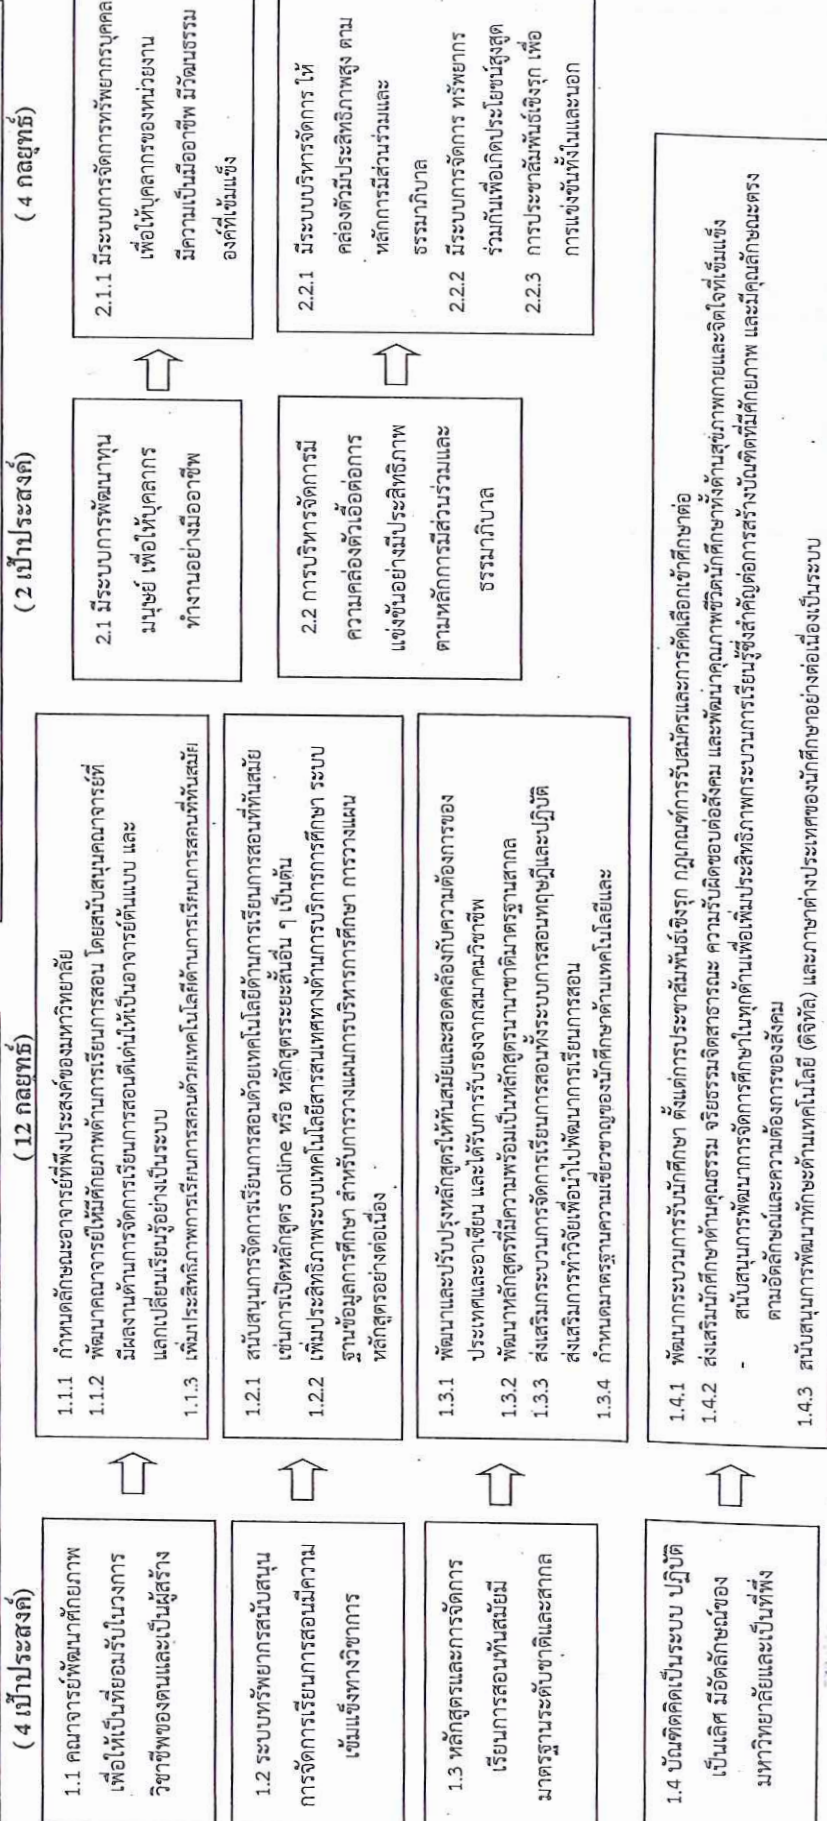 ( 4 เป้าประสงค์)
( 12 กลยุทธ์)
( 2 เป้าประสงค์)
( 4 กลยุทธ์)
1.1 คณาจารย์พัฒนาศักยภาพ
เพื่อให้เป็นที่ยอมรับในวงการ
วิชาชีพของตนและเป็นผู้สร้าง
1.1.1 กำหนดลักษณะอาจารย์ที่พึงประสงค์ของมหาวิทยาลัย
1.1.2 พัฒนาคณาจารย์ให้มีศักยภาพด้านการเรียนการสอน โดยสนับสนุนคณาจารย์ที่
มีผลงานด้านการจัดการเรียนการสอนดีเด่นให้เป็นอาจารย์ต้นแบบ และ
แลกเปลี่ยนเรียนรู้อย่างเป็นระบบ
1.1.3 เพิ่มประสิทธิภาพการเรียนการสอนด้วยเทคโนโลยีด้านการเรียนการสอนที่ทันสมัย
1.2 ระบบทรัพยากรสนับสนุน
การจัดการเรียนการสอนมีความ
เข้มแข็งทางวิชาการ
1.2.1 สนับสนุนการจัดการเรียนการสอนด้วยเทคโนโลยีด้านการเรียนการสอนที่ทันสมัย
เช่นการเปิดหลักสูตร online หรือ หลักสูตรระยะสั้นอื่น ๆ เป็นต้น
1.2.2 เพิ่มประสิทธิภาพระบบเทคโนโลยีสารสนเทศทางด้านการบริการการศึกษา ระบบ
ฐานข้อมูลการศึกษา สำหรับการวางแผนการบริหารการศึกษา การวางแผน
หลักสูตรอย่างต่อเนื่อง
1.3 หลักสูตรและการจัดการ
เรียนการสอนทันสมัยมี
มาตรฐานระดับชาติและสากล
1.3.1 พัฒนาและปรับปรุงหลักสูตรให้ทันสมัยและสอดคล้องกับความต้องการของ
ประเทศและอาเซียน และได้รับการรับรองจากสมาคมวิชาชีพ
1.3.2 พัฒนาหลักสูตรที่มีความพร้อมเป็นหลักสูตรนานาชาติมาตรฐานสากล
1.3.3 ส่งเสริมกระบวนการจัดการเรียนการสอนทั้งระบบการสอนทฤษฎีและปฏิบัติ
ส่งเสริมการทำวิจัยเพื่อนำไปพัฒนาการเรียนการสอน
1.3.4 กำหนดมาตรฐานความเชี่ยวชาญของนักศึกษาด้านเทคโนโลยีและ
1.4 บัณฑิตคิดเป็นระบบ ปฏิบัติ
เป็นเลิศ มีอัตลักษณ์ของ
มหาวิทยาลัยและเป็นที่พึ่ง
1.4.1 พัฒนากระบวนการรับนักศึกษา ตั้งแต่การประชาสัมพันธ์เชิงรุก กฎเกณฑ์การรับสมัครและการคัดเลือกเข้าศึกษาต่อ
1.4.2 ส่งเสริมนักศึกษาด้านคุณธรรม จริยธรรมจิตสาธารณะ ความรับผิดชอบต่อสังคม และพัฒนาคุณภาพชีวิตนักศึกษาทั้งด้านสุขภาพกายและจิตใจที่เข้มแข็ง
- สนับสนุนการพัฒนาการจัดการศึกษาในทุกด้านเพื่อเพิ่มประสิทธิภาพกระบวนการเรียนรู้ซึ่งสำคัญต่อการสร้างบัณฑิตที่มีศักยภาพ และมีคุณลักษณะตรง
ตามอัตลักษณ์และความต้องการของสังคม
1.4.3 สนับสนุนการพัฒนาทักษะด้านเทคโนโลยี (ดิจิทัล) และภาษาต่างประเทศของนักศึกษาอย่างต่อเนื่องเป็นระบบ
2.1 มีระบบการพัฒนาทุน
มนุษย์ เพื่อให้บุคลากร
ทำงานอย่างมืออาชีพ
2.1.1 มีระบบการจัดการทรัพยากรบุคคล
เพื่อให้บุคลากรของหน่วยงาน
มีความเป็นมืออาชีพ มีวัฒนธรรม
องค์ที่เข้มแข็ง
2.2 การบริหารจัดการมี
ความคล่องตัวเอื้อต่อการ
แข่งขันอย่างมีประสิทธิภาพ
ตามหลักการมีส่วนร่วมและ
ธรรมาภิบาล
2.2.1 มีระบบบริหารจัดการ ให้
คล่องตัวมีประสิทธิภาพสูง ตาม
หลักการมีส่วนร่วมและ
ธรรมาภิบาล
2.2.2 มีระบบการจัดการ ทรัพยากร
ร่วมกันเพื่อเกิดประโยชน์สูงสุด
2.2.3 การประชาสัมพันธ์เชิงรุก เพื่อ
การแข่งขันทั้งในและนอก